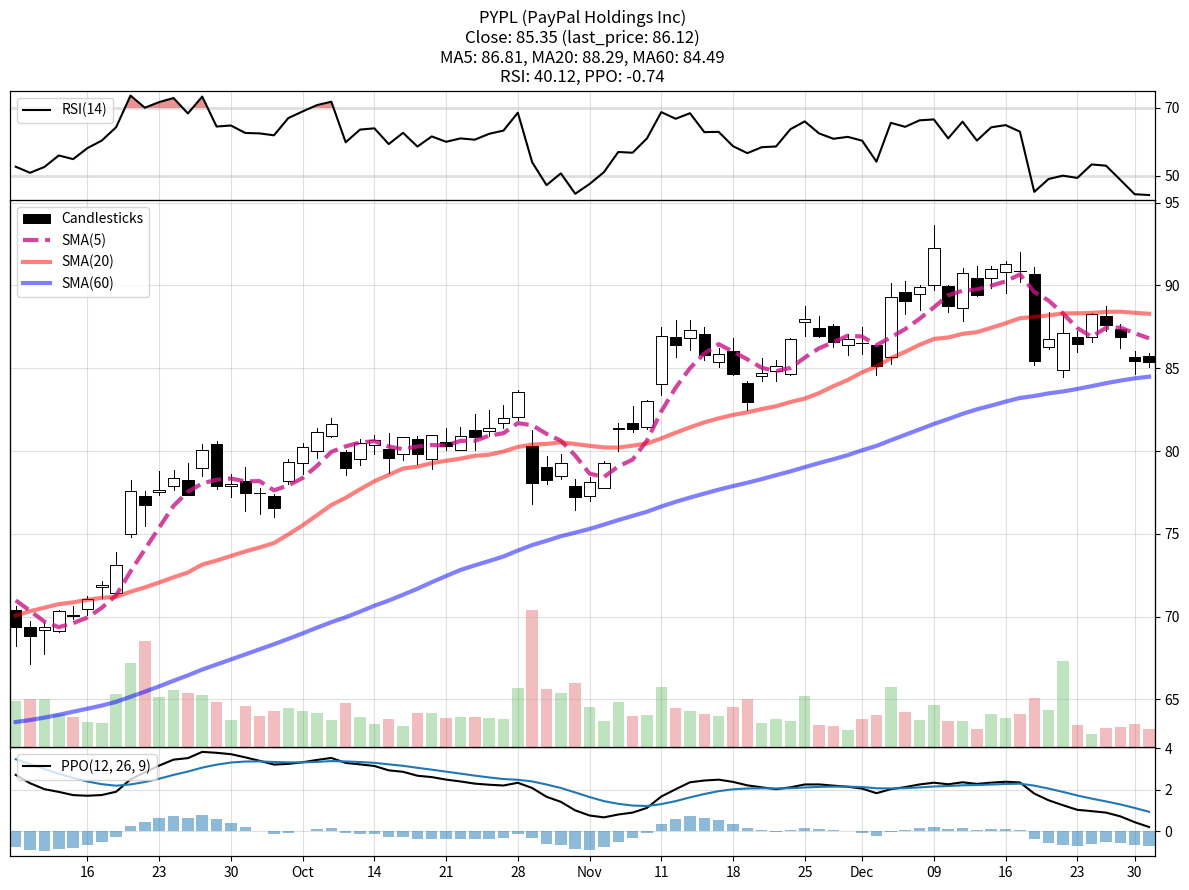 PYPL (PayPal Holdings Inc)
Close: 85.35 (last_price: 86.12)
MA5: 86.81, MA20: 88.29, MA60: 84.49
RSI: 40.12, PPO: -0.74
RSI(14)
70
50
Candlesticks
SMA(5)
SMA(20)
SMA(60)
95
90
85
80
75
70
65
PPO(12, 26, 9)
4
2
0
16 23 30 Oct 14 21 28 Nov 11 18 25 Dec 09 16 23 30